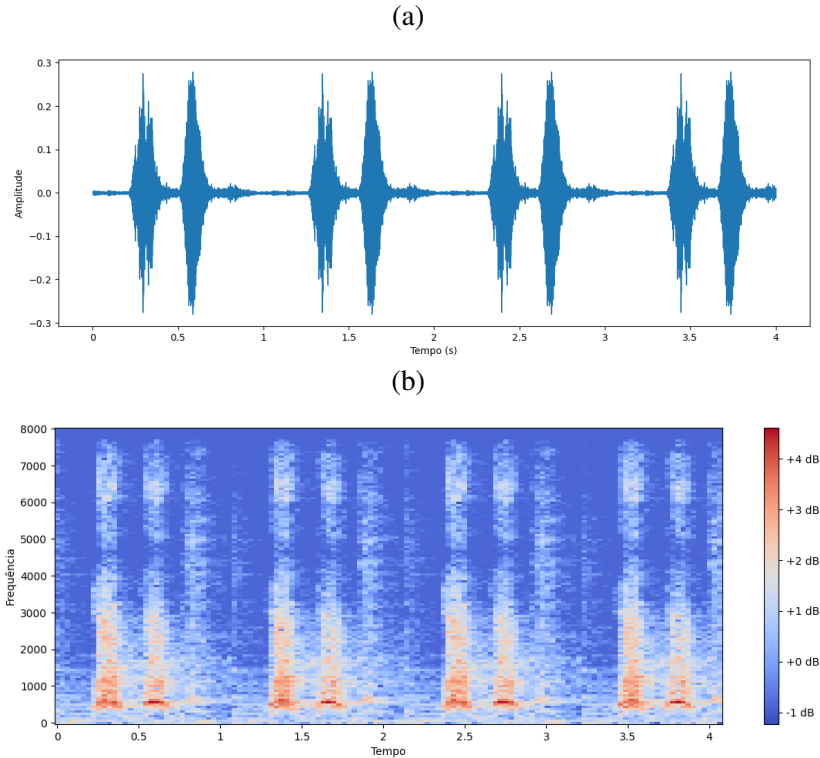 (a)
0.3
0.2
0.1
0.0
−0.1
−0.2
−0.3
Amplitude
0
0.5
1
1.5
2
2.5
3
3.5
4
Tempo (s)
(b)
8000
7000
6000
5000
4000
3000
2000
1000
0
Frequência
0
0.5
1
1.5
2
2.5
3
3.5
4
Tempo
+4 dB
+3 dB
+2 dB
+1 dB
+0 dB
-1 dB